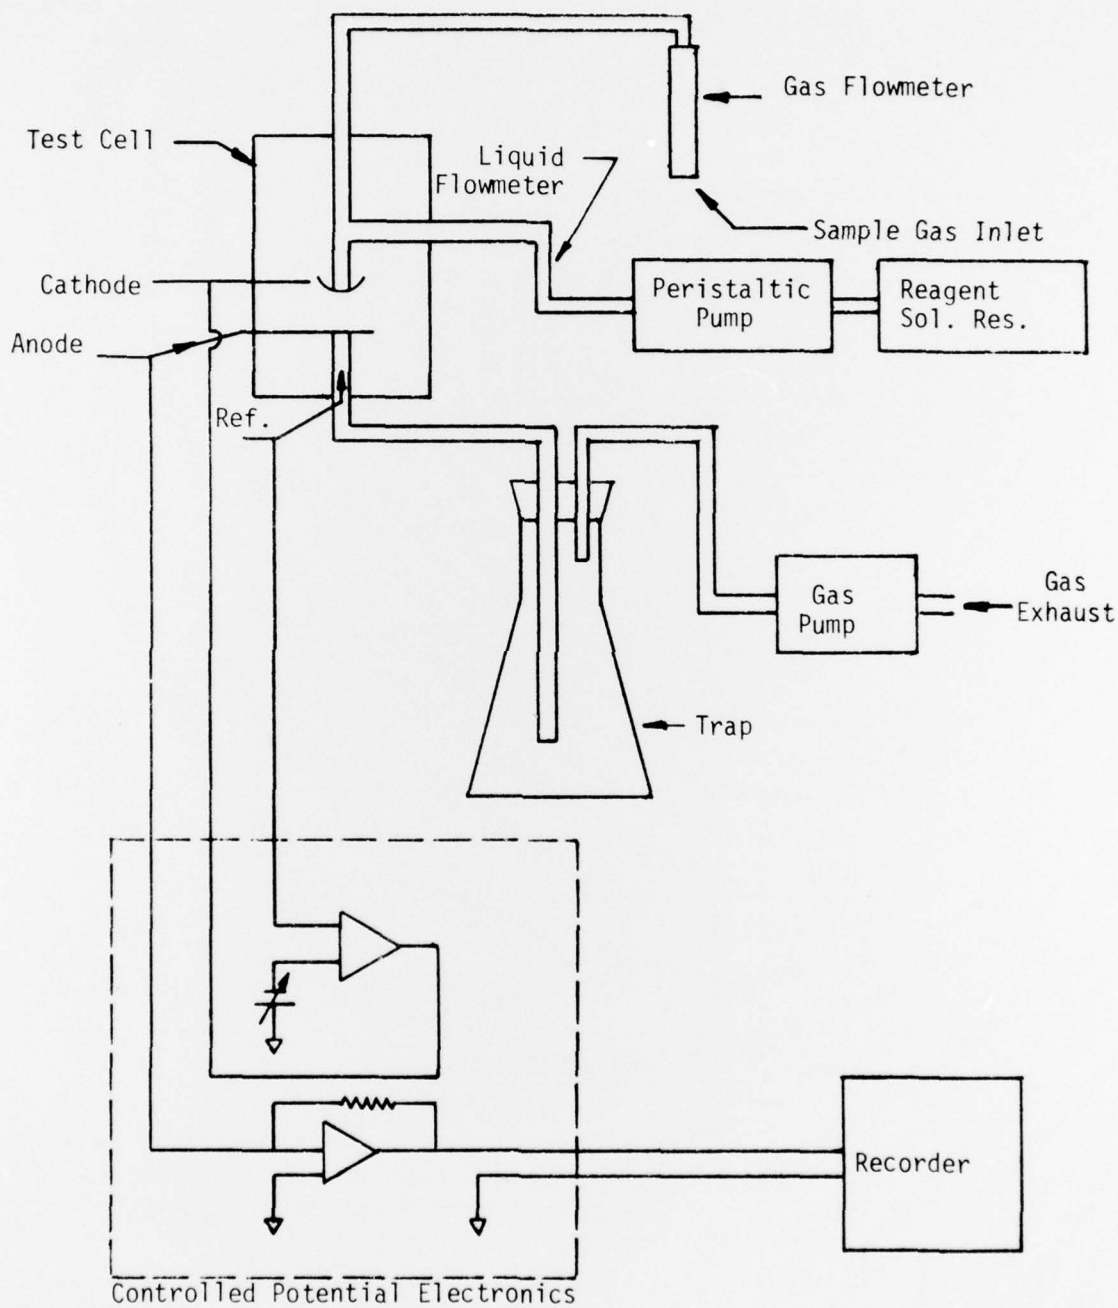 Gas Flowmeter
Test Cell
Liquid
Flowmeter
Sample Gas Inlet
Cathode
Peristaltic
Pump
Reagent
Sol. Res.
Anode
Ref.
Gas
Pump
Gas
Exhaust
Trap
Recorder
Controlled Potential Electronics